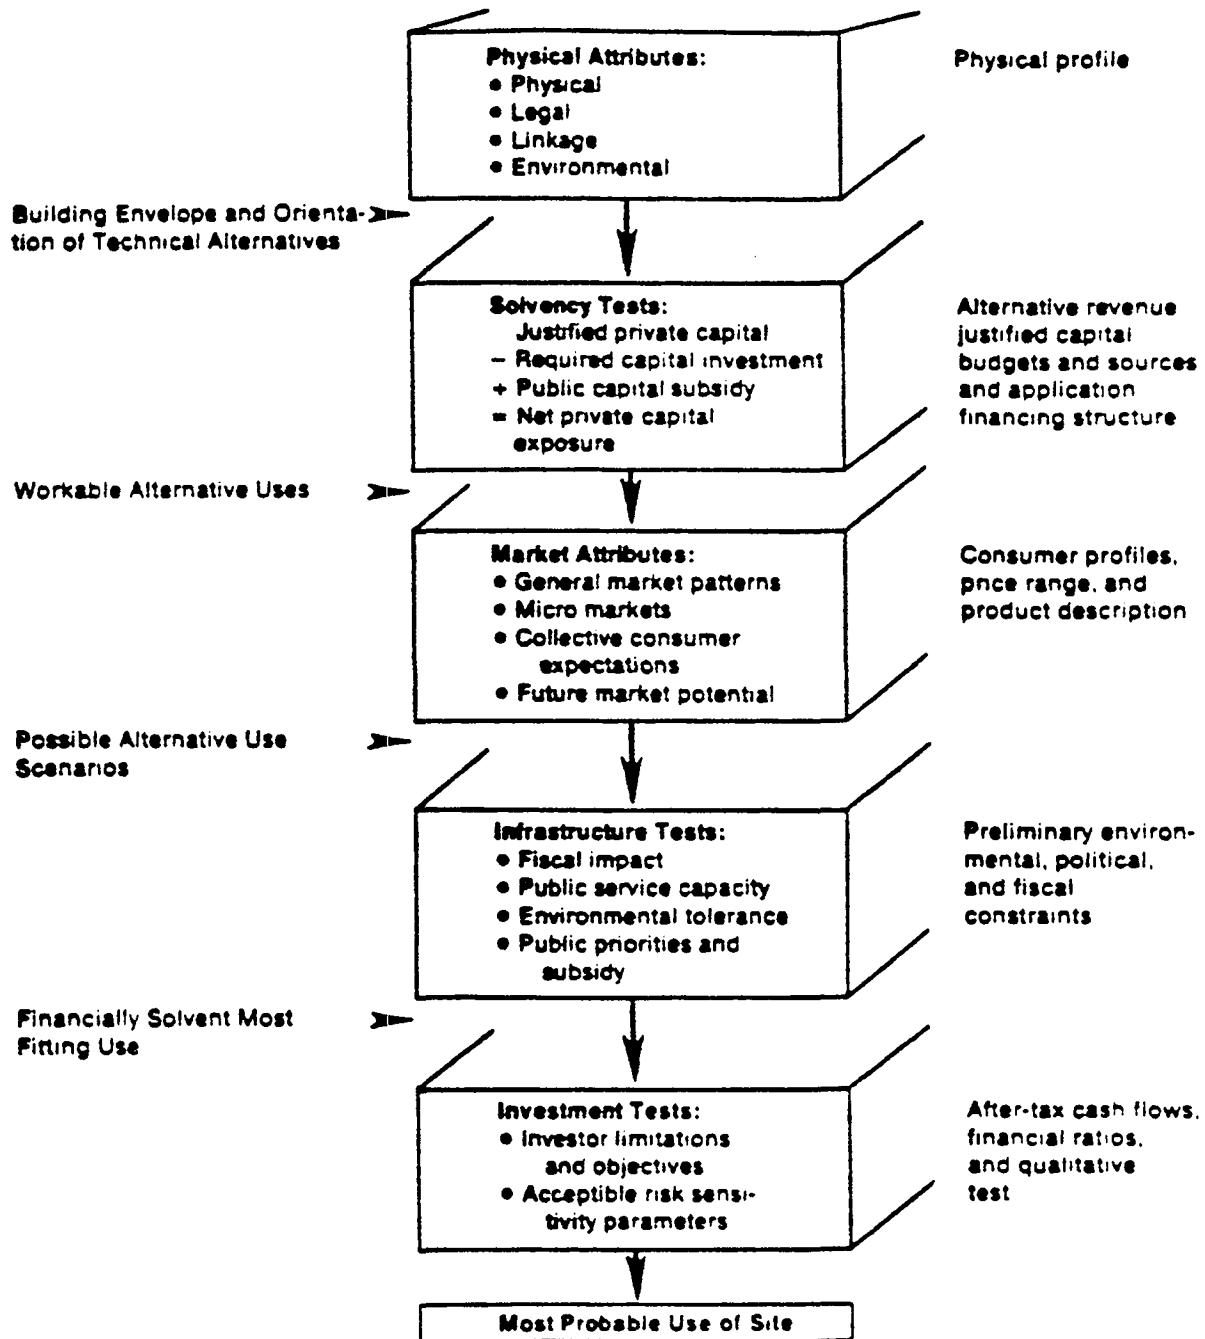 Physical Attributes:
• Physical
• Legal
• Linkage
• Environmental
Physical profile
Building Envelope and Orienta-
tion of Technical Alternatives
Solvency Tests:
Justified private capital
– Required capital investment
+ Public capital subsidy
= Net private capital
exposure
Alternative revenue
justified capital
budgets and sources
and application
financing structure
Workable Alternative Uses
Market Attributes:
• General market patterns
• Micro markets
• Collective consumer
expectations
• Future market potential
Consumer profiles,
price range, and
product description
Possible Alternative Use
Scenarios
Infrastructure Tests:
• Fiscal impact
• Public service capacity
• Environmental tolerance
• Public priorities and
subsidy
Preliminary environ-
mental, political,
and fiscal
constraints
Financially Solvent Most
Fitting Use
Investment Tests:
• Investor limitations
and objectives
• Acceptible risk sensi-
tivity parameters
After-tax cash flows,
financial ratios,
and qualitative
test
Most Probable Use of Site